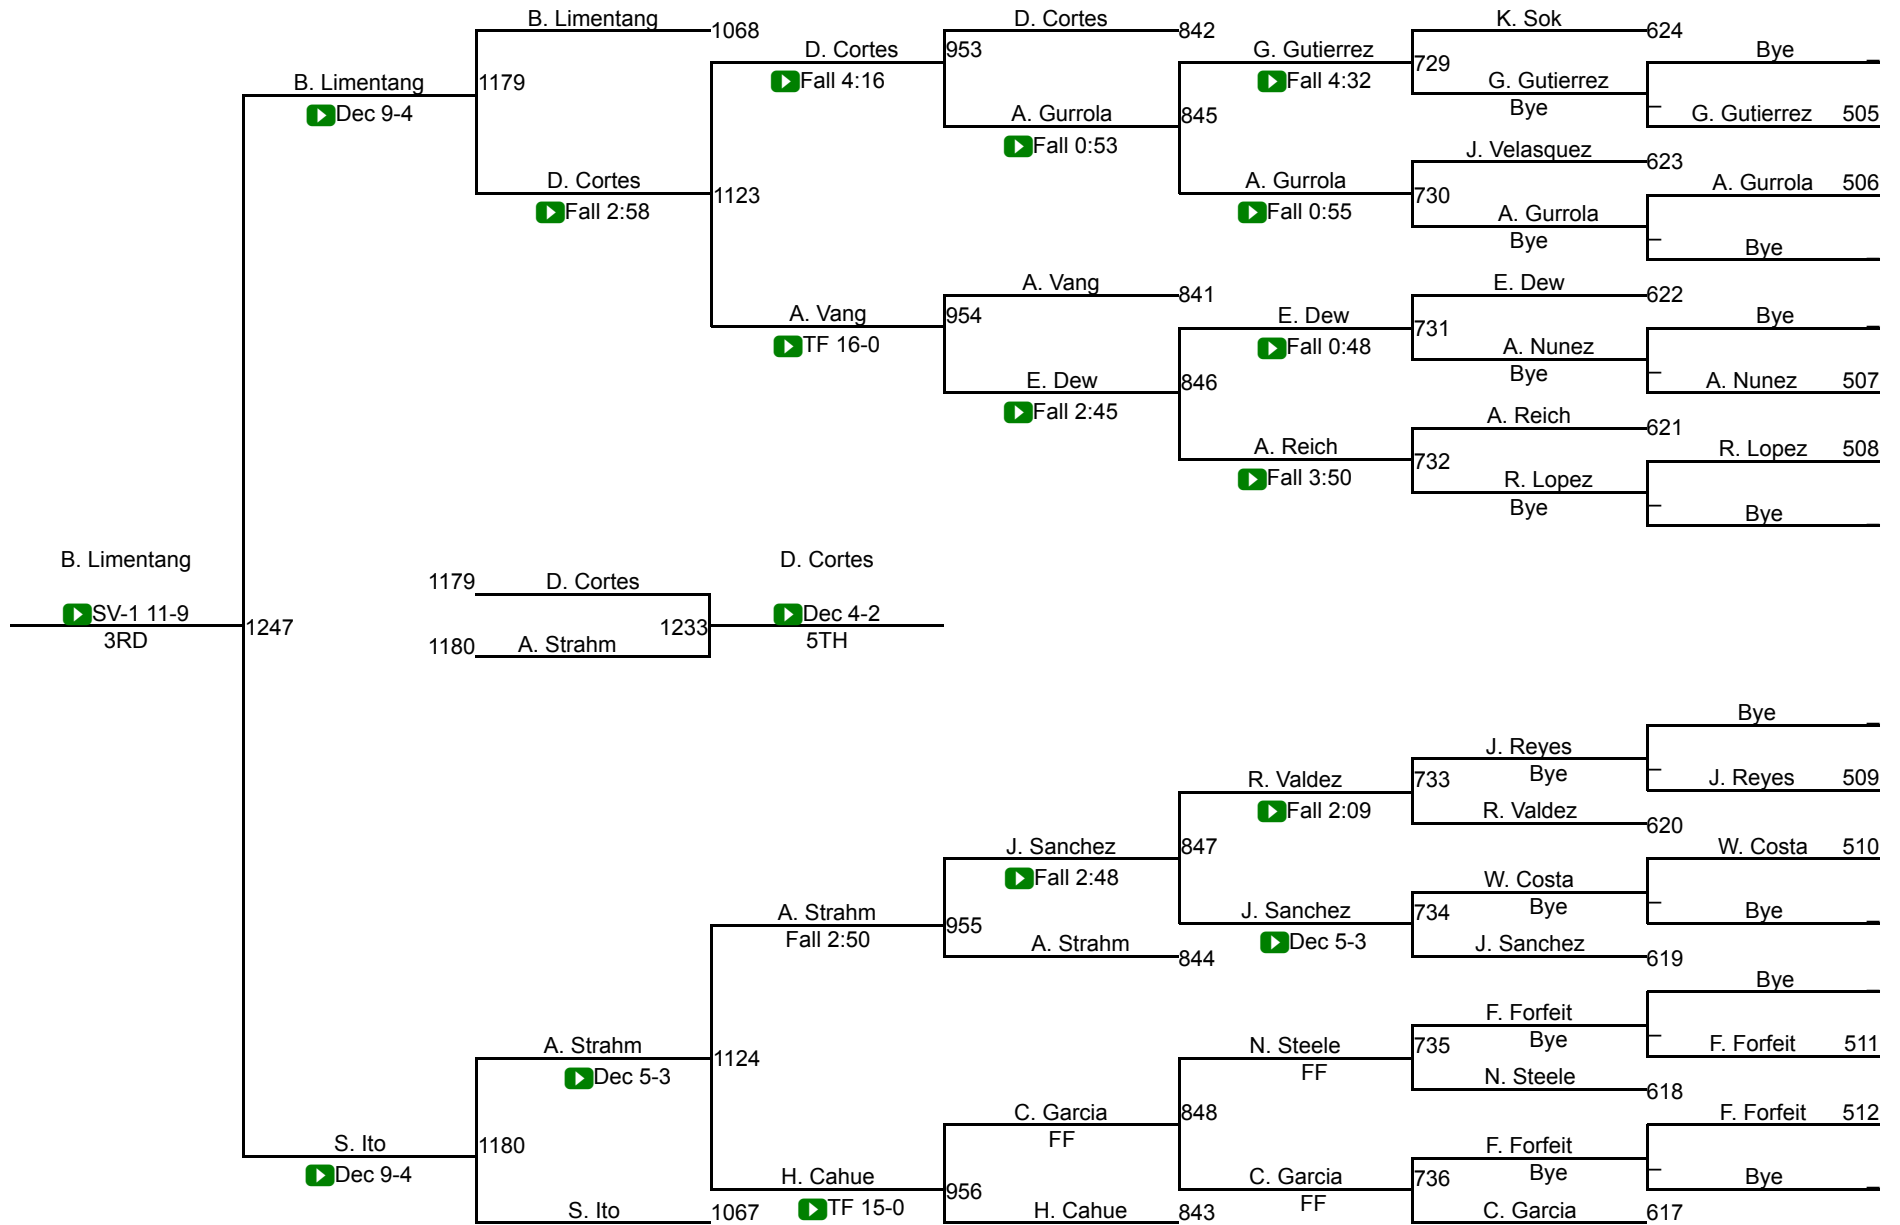 B. Limentang
1068
D. Cortes
842
K. Sok
624
D. Cortes
953
G. Gutierrez
729
Bye
Fall 4:16
Fall 4:32
G. Gutierrez
B. Limentang
1179
Bye
G. Gutierrez 505
Dec 9-4
A. Gurrola
845
Fall 0:53
J. Velasquez
623
D. Cortes
1123
A. Gurrola
730
A. Gurrola 506
Fall 2:58
Fall 0:55
A. Gurrola
Bye
Bye
A. Vang
841
E. Dew
622
A. Vang
954
E. Dew
731
Bye
TF 16-0
Fall 0:48
A. Nunez
Bye
E. Dew
846
A. Nunez 507
Fall 2:45
A. Reich
621
A. Reich
732
R. Lopez 508
Fall 3:50
R. Lopez
Bye
Bye
B. Limentang
D. Cortes
1179 D. Cortes
SV-1 11-9
1247
1233
Dec 4-2
3RD
5TH
1180 A. Strahm
Bye
J. Reyes
R. Valdez
733
Bye
J. Reyes 509
Fall 2:09
R. Valdez
620
J. Sanchez
847
W. Costa 510
Fall 2:48
W. Costa
A. Strahm
955
J. Sanchez
734
Bye
Bye
Fall 2:50
Dec 5-3
A. Strahm
844
J. Sanchez
619
Bye
F. Forfeit
A. Strahm
1124
N. Steele
735
Bye
F. Forfeit 511
Dec 5-3
FF
N. Steele
618
C. Garcia
848
F. Forfeit 512
FF
S. Ito
1180
F. Forfeit
Dec 9-4
H. Cahue
956
C. Garcia
736
Bye
Bye
TF 15-0
FF
S. Ito
1067
H. Cahue
843
C. Garcia
617